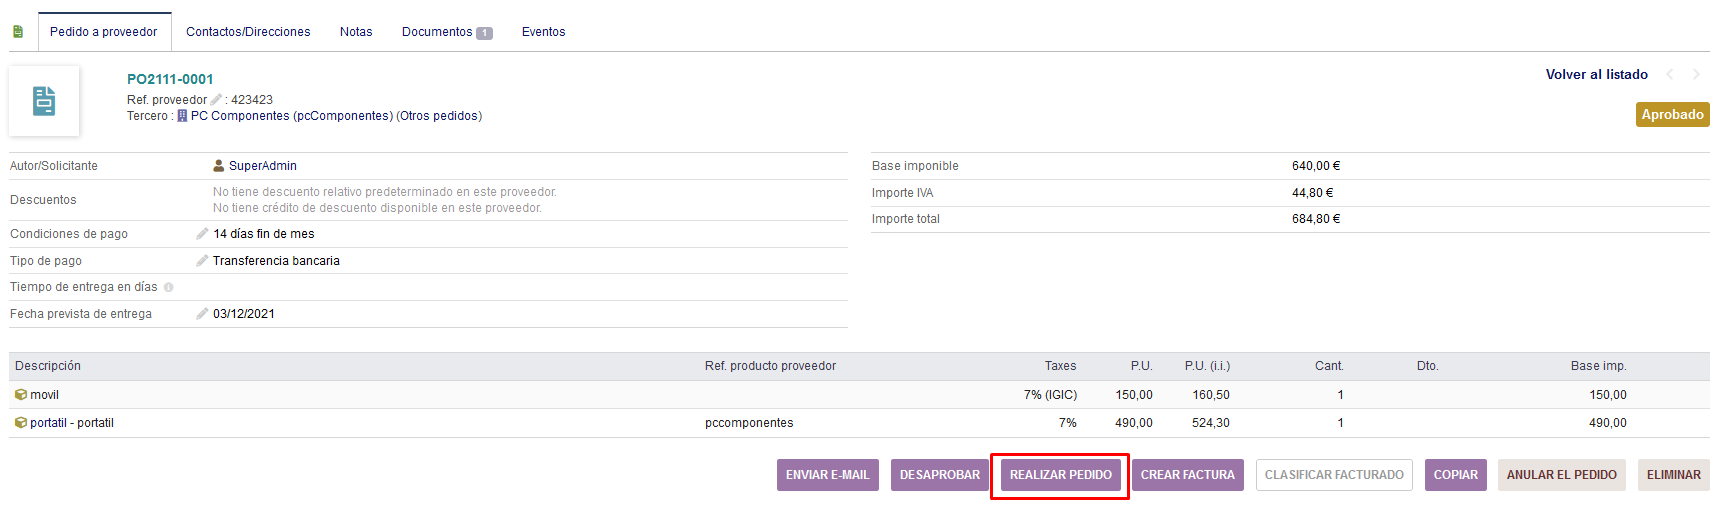 Pedido a proveedor Contactos/Direcciones Notas Documentos 1 Eventos
PO2111-0001
Volver al listado
Ref. proveedor : 423423
Tercero : PC Componentes (pcComponentes) (Otros pedidos)
Aprobado
Autor/Solicitante SuperAdmin
Descuentos No tiene descuento relativo predeterminado en este proveedor.
No tiene crédito de descuento disponible en este proveedor.
Condiciones de pago 14 días fin de mes
Tipo de pago Transferencia bancaria
Tiempo de entrega en días
Fecha prevista de entrega 03/12/2021
Base imponible 640,00 €
Importe IVA 44,80 €
Importe total 684,80 €
Descripción Ref. producto proveedor Taxes P.U. P.U. (i.i.) Cant. Dto. Base imp.
movil 7% (IGIC) 150,00 160,50 1 150,00
portatil - portatil pccomponentes 7% 490,00 524,30 1 490,00
ENVIAR E-MAIL DESAPROBAR REALIZAR PEDIDO CREAR FACTURA CLASIFICAR FACTURADO COPIAR ANULAR EL PEDIDO ELIMINAR